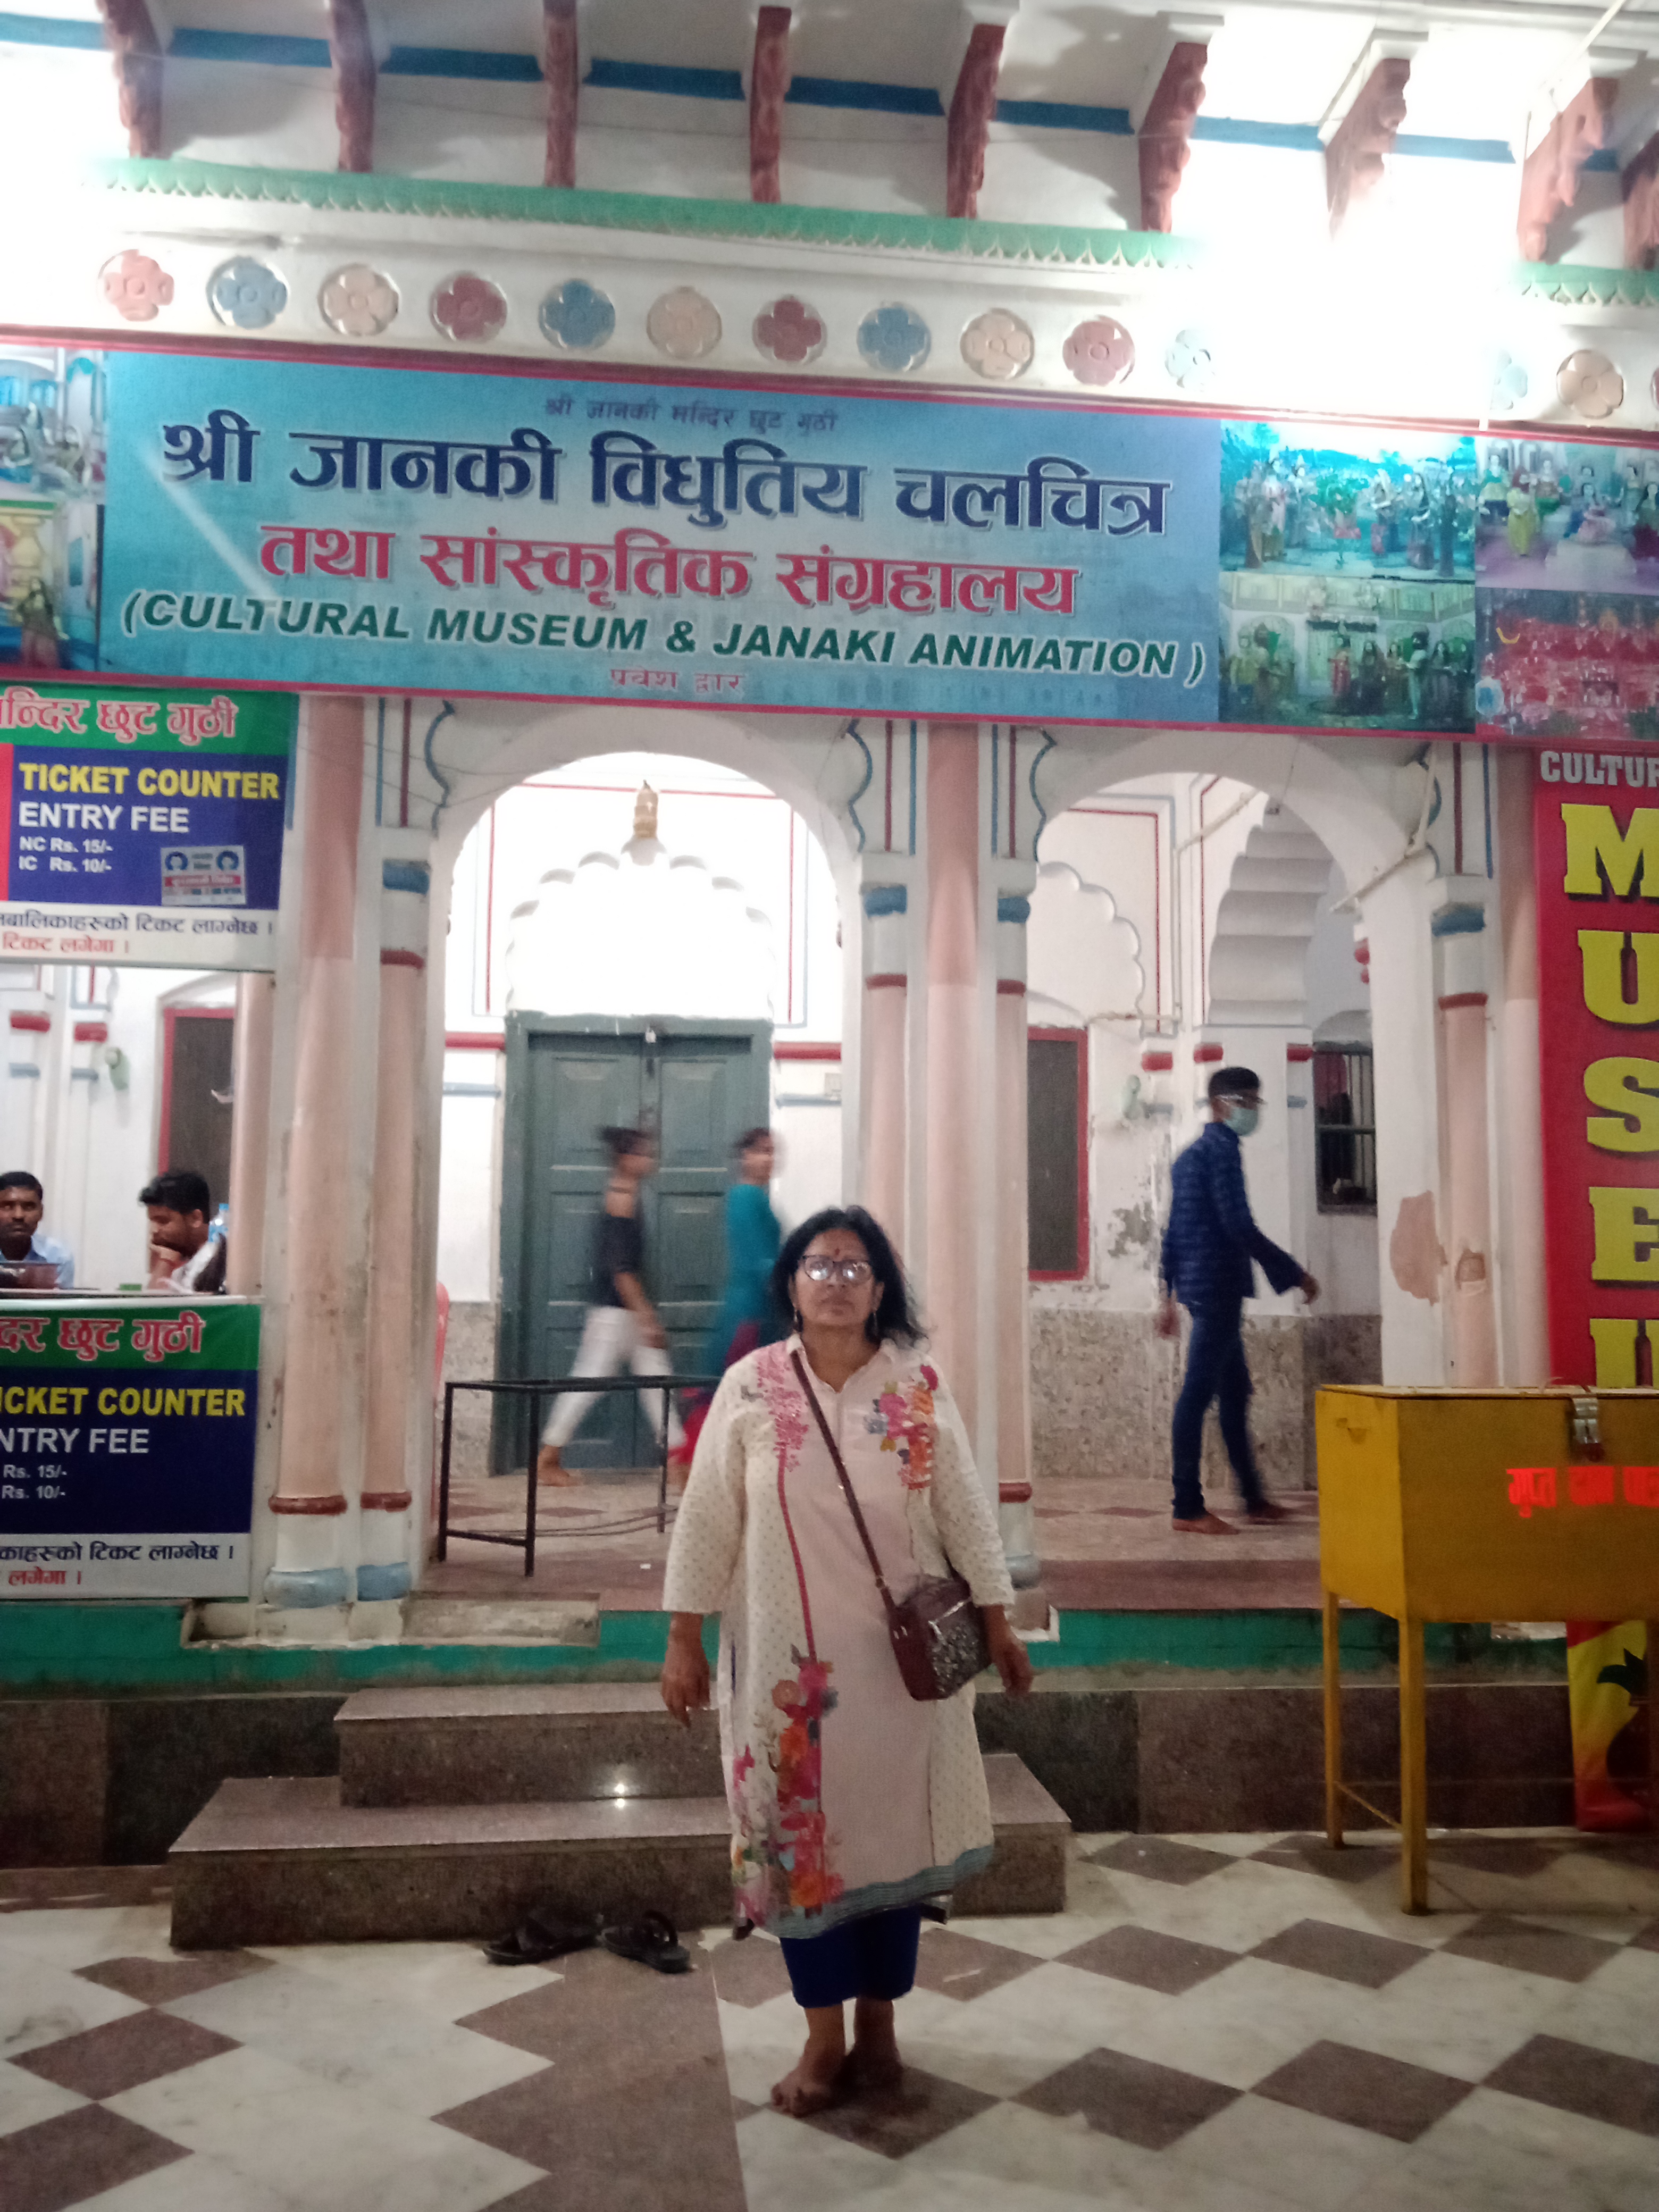 श्री जानकी मन्दिर छुट गुठी
श्री जानकी विधुतिय चलचित्र
तथा सांस्कृतिक संग्रहालय
(CULTURAL MUSEUM & JANAKI ANIMATION )
प्रवेश द्वार
न्दिर छुट गुठी
TICKET COUNTER
ENTRY FEE
NC Rs. 15/-
IC Rs. 10/-
बालिकाहरुको टिकट लाग्नेछ ।
टिकट लगेगा ।
CULTUR
MUSEU
दर छुट गुठी
ICKET COUNTER
NTRY FEE
Rs. 15/-
Rs. 10/-
काहरुको टिकट लाग्नेछ ।
लगेगा ।
गुप्त दान